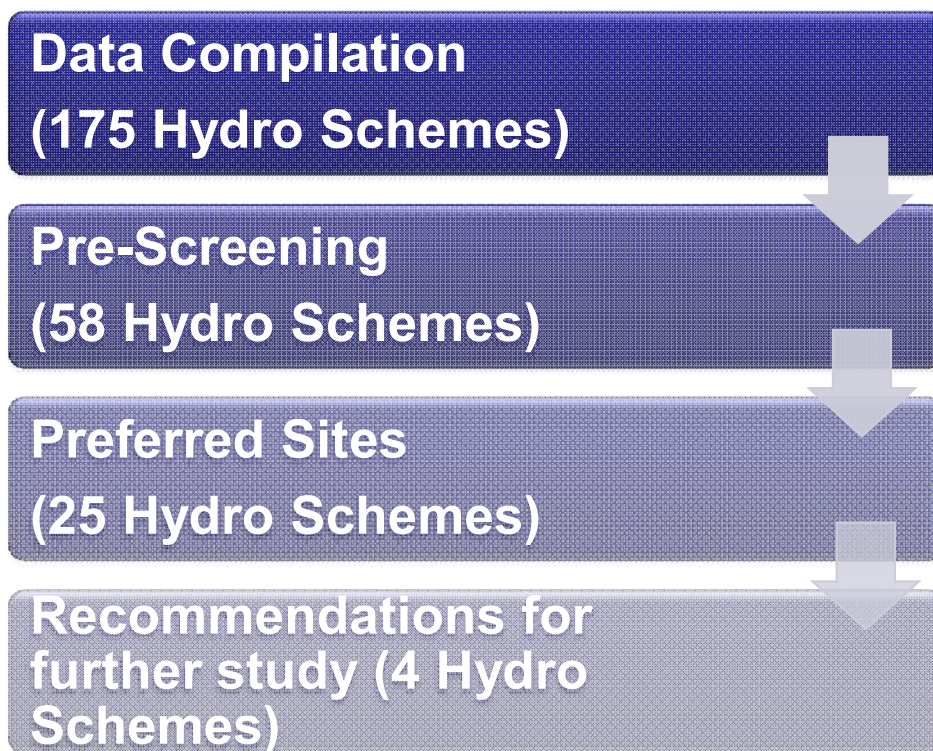 Data Compilation
(175 Hydro Schemes)
Pre-Screening
(58 Hydro Schemes)
Preferred Sites
(25 Hydro Schemes)
Recommendations for
further study (4 Hydro
Schemes)